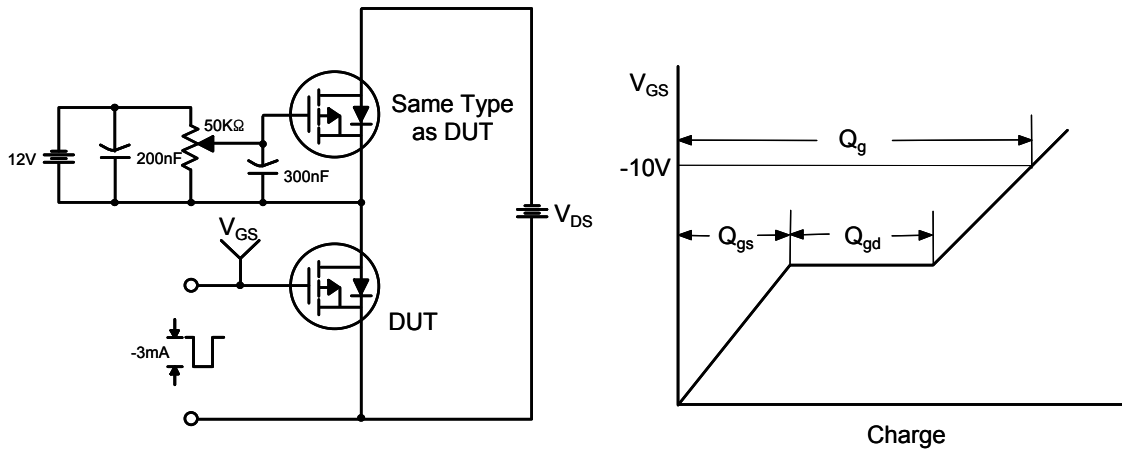 Same Type
as DUT
50KΩ
12V
200nF
300nF
V_GS
V_DS
DUT
-3mA
V_GS
Q_g
-10V
Q_gs
Q_gd
Charge